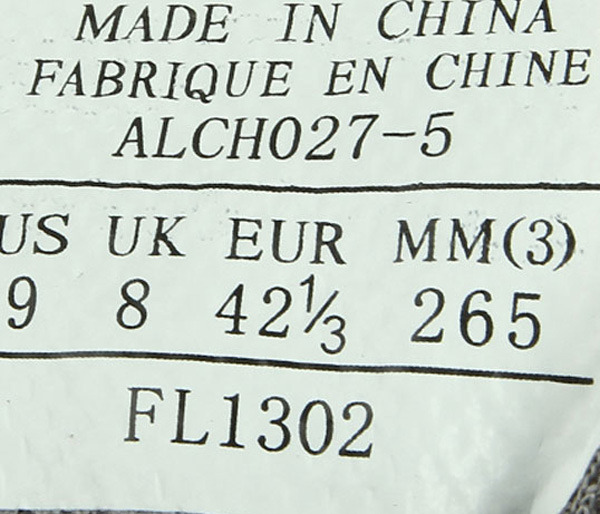 MADE IN CHINA
FABRIQUE EN CHINE
ALCH027-5
US UK EUR MM(3)
9 8 42⅓ 265
FL1302